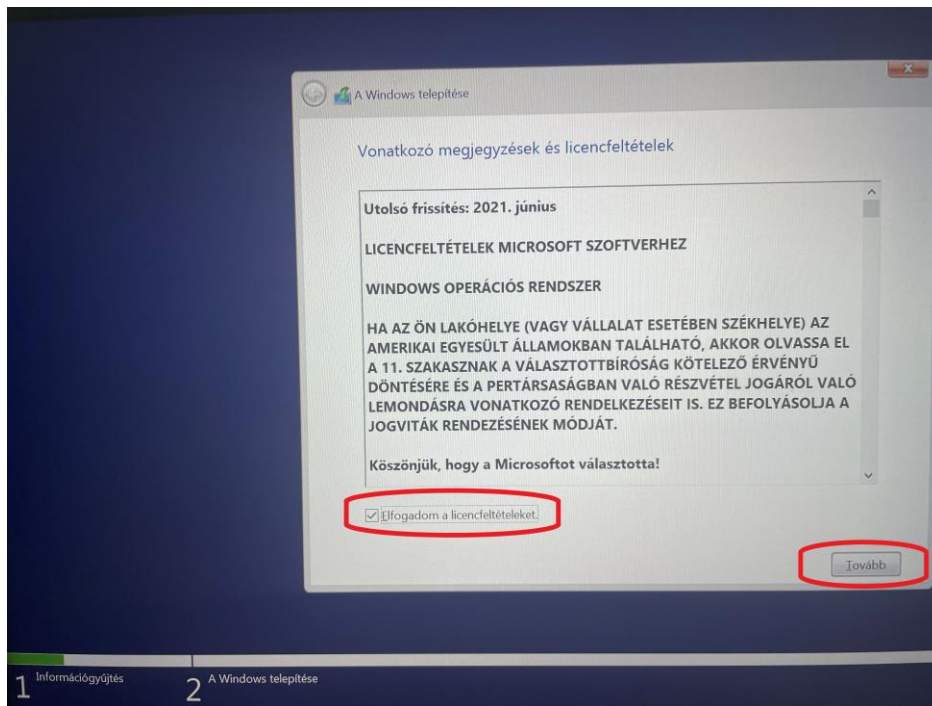 A Windows telepítése
Vonatkozó megjegyzések és licencfeltételek
Utolsó frissítés: 2021. június
LICENCFELTÉTELEK MICROSOFT SZOFTVERHEZ
WINDOWS OPERÁCIÓS RENDSZER
HA AZ ÖN LAKÓHELYE (VAGY VÁLLALAT ESETÉBEN SZÉKHELYE) AZ
AMERIKAI EGYESÜLT ÁLLAMOKBAN TALÁLHATÓ, AKKOR OLVASSA EL
A 11. SZAKASZNAK A VÁLASZTOTTBÍRÓSÁG KÖTELEZŐ ÉRVÉNYŰ
DÖNTÉSÉRE ÉS A PERTÁRSASÁGBAN VALÓ RÉSZVÉTEL JOGÁRÓL VALÓ
LEMONDÁSRA VONATKOZÓ RENDELKEZÉSEIT IS. EZ BEFOLYÁSOLJA A
JOGVITÁK RENDEZÉSÉNEK MÓDJÁT.
Köszönjük, hogy a Microsoftot választotta!
Elfogadom a licencfeltételeket.
Tovább
1 Információgyűjtés
2 A Windows telepítése